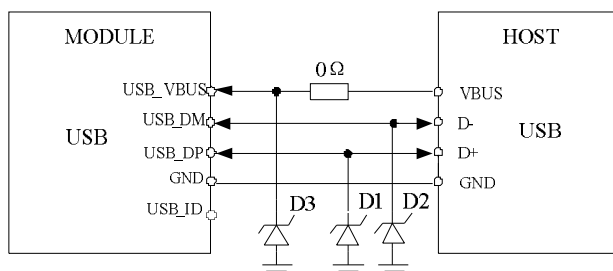 MODULE
HOST
0Ω
USB_VBUS
VBUS
USB_DM
D-
USB
USB
USB_DP
D+
GND
GND
USB_ID
D3
D1
D2